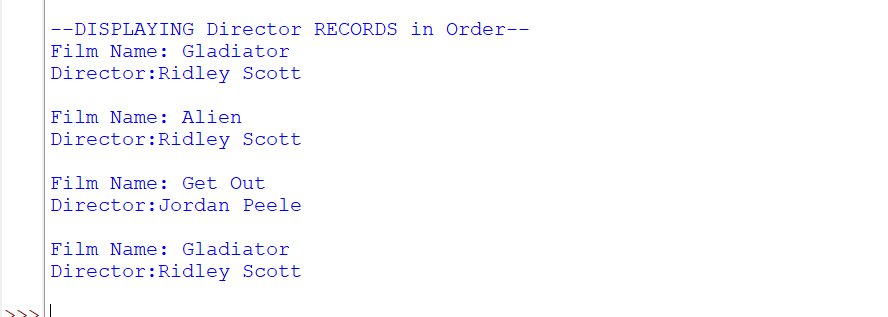 --DISPLAYING Director RECORDS in Order--
Film Name: Gladiator
Director:Ridley Scott
Film Name: Alien
Director:Ridley Scott
Film Name: Get Out
Director:Jordan Peele
Film Name: Gladiator
Director:Ridley Scott
>>>